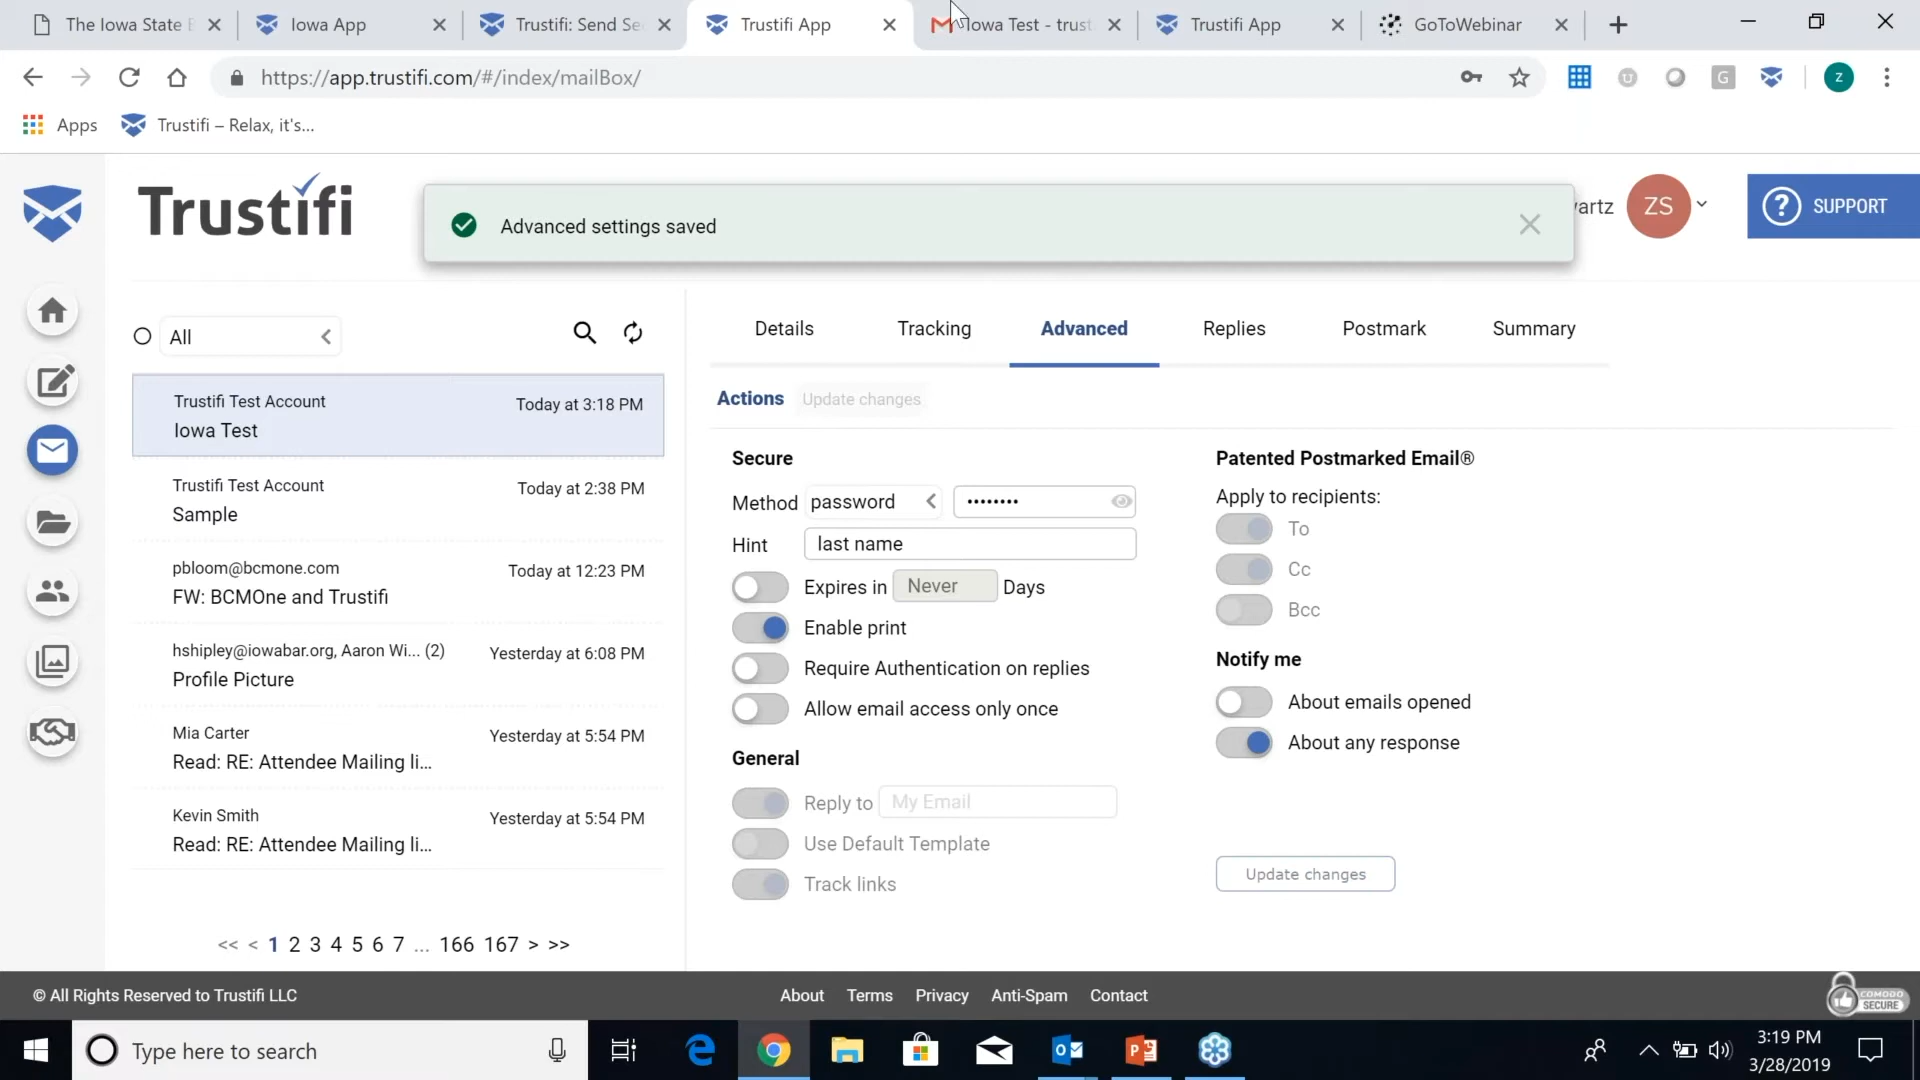 The Iowa State B
Iowa App
Trustifi: Send Se
Trustifi App
Iowa Test - trust
Trustifi App
GoToWebinar
https://app.trustifi.com/#/index/mailBox/
Z
Apps
Trustifi – Relax, it's...
Trustifi
Advanced settings saved
artz
ZS
? SUPPORT
All
Details
Tracking
Advanced
Replies
Postmark
Summary
Trustifi Test Account
Today at 3:18 PM
Iowa Test
Trustifi Test Account
Today at 2:38 PM
Sample
pbloom@bcmone.com
Today at 12:23 PM
FW: BCMOne and Trustifi
hshipley@iowabar.org, Aaron Wi... (2)
Yesterday at 6:08 PM
Profile Picture
Mia Carter
Yesterday at 5:54 PM
Read: RE: Attendee Mailing li...
Kevin Smith
Yesterday at 5:54 PM
Read: RE: Attendee Mailing li...
<< < 1 2 3 4 5 6 7 ... 166 167 > >>
Actions
Update changes
Secure
Method password ••••••••
Hint last name
Expires in Never Days
Enable print
Require Authentication on replies
Allow email access only once
General
Reply to My Email
Use Default Template
Track links
Patented Postmarked Email®
Apply to recipients:
To
Cc
Bcc
Notify me
About emails opened
About any response
Update changes
© All Rights Reserved to Trustifi LLC
About
Terms
Privacy
Anti-Spam
Contact
COMODO
SECURE
Type here to search
3:19 PM
3/28/2019